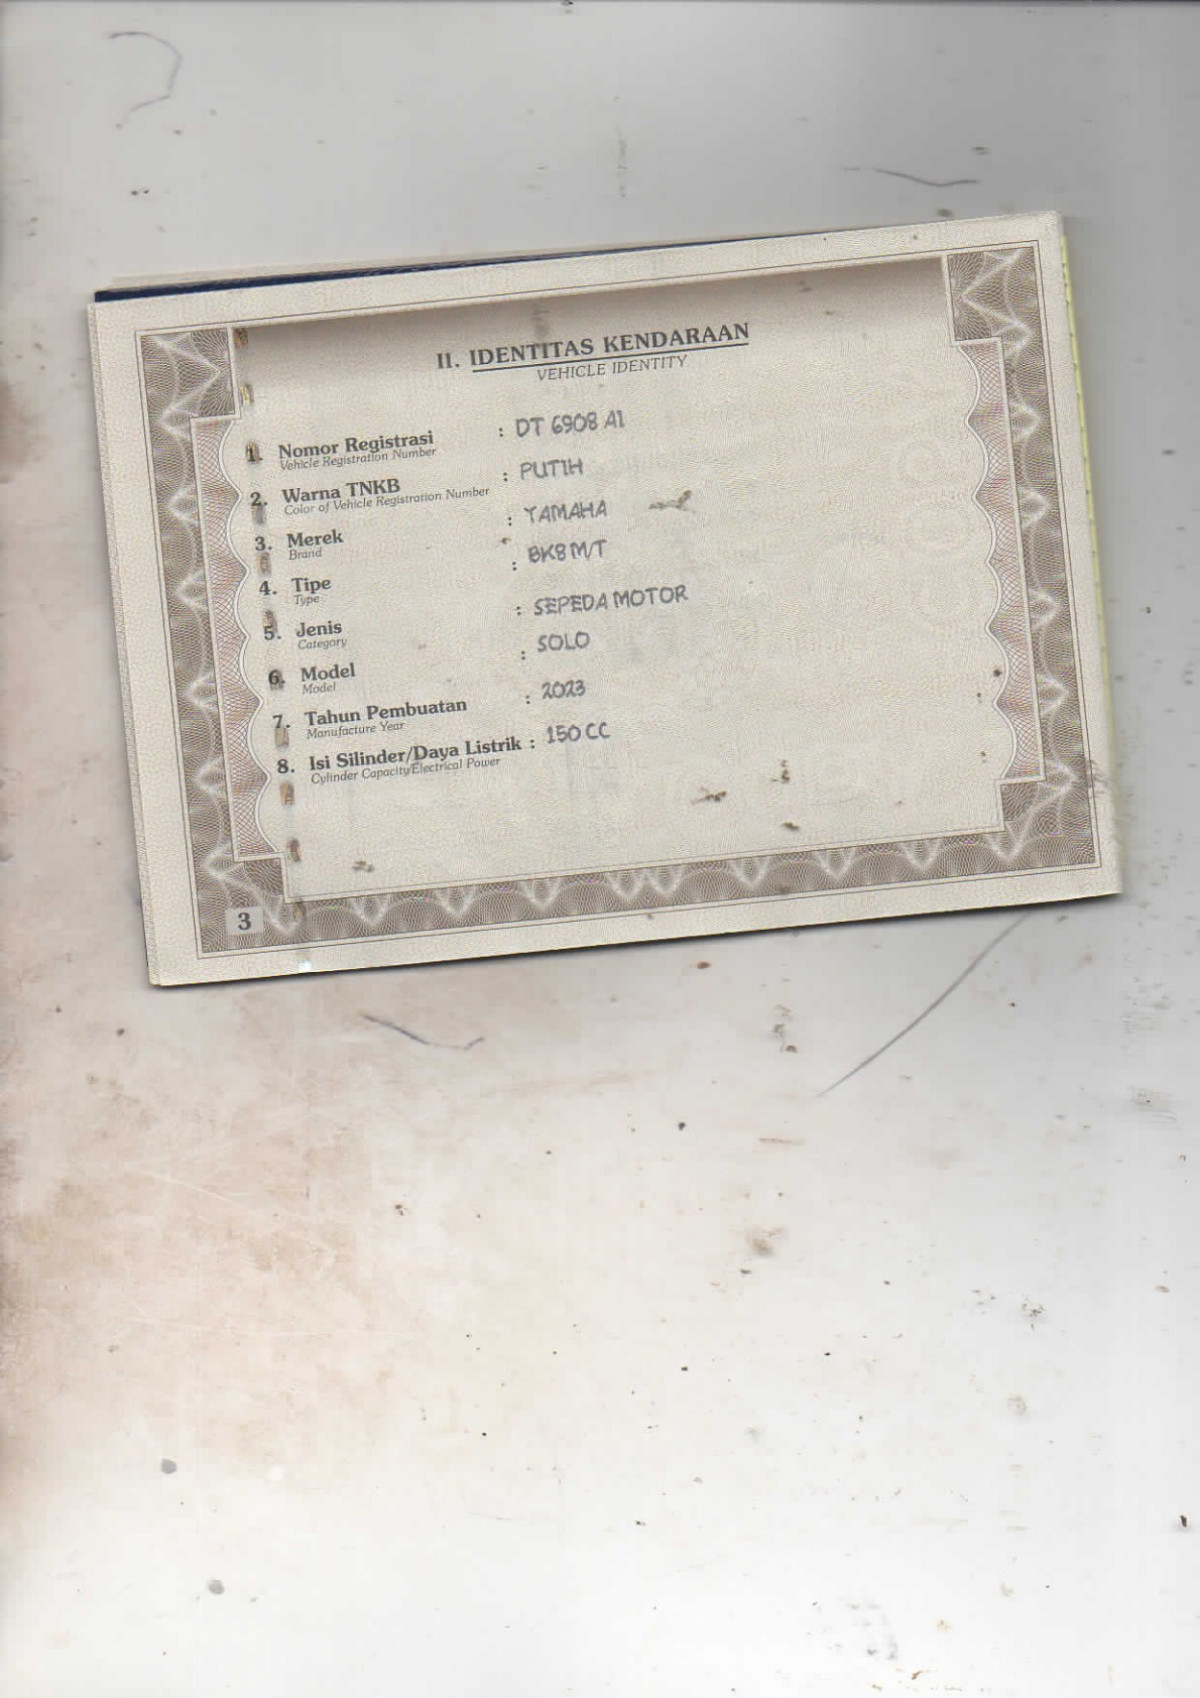 II. IDENTITAS KENDARAAN
VEHICLE IDENTITY
1. Nomor Registrasi : DT 6908 AI
Vehicle Registration Number
2. Warna TNKB : PUTIH
Color of Vehicle Registration Number
3. Merek : YAMAHA
Brand
4. Tipe : BK8 M/T
Type
5. Jenis : SEPEDA MOTOR
Category
6. Model : SOLO
Model
7. Tahun Pembuatan : 2023
Manufacture Year
8. Isi Silinder/Daya Listrik : 150 CC
Cylinder Capacity/Electrical Power
3